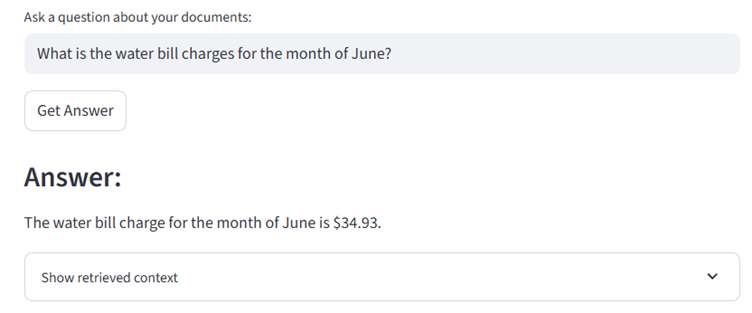 Ask a question about your documents:
What is the water bill charges for the month of June?
Get Answer
Answer:
The water bill charge for the month of June is $34.93.
Show retrieved context